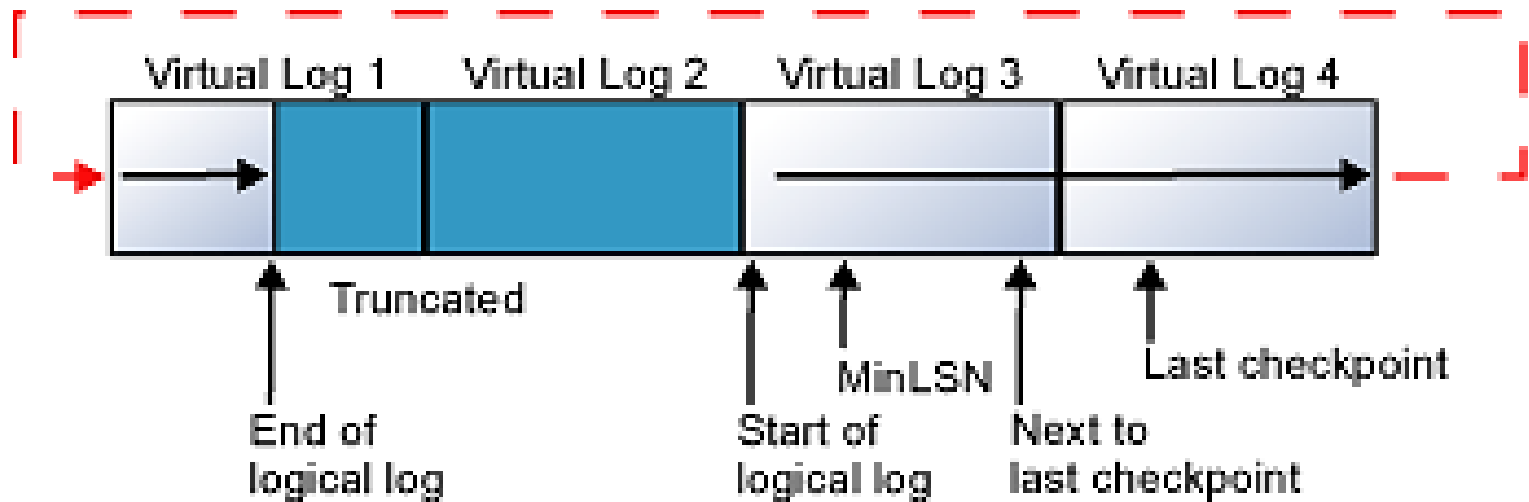 Virtual Log 1
Virtual Log 2
Virtual Log 3
Virtual Log 4
Truncated
End of
logical log
Start of
logical log
MinLSN
Next to
last checkpoint
Last checkpoint